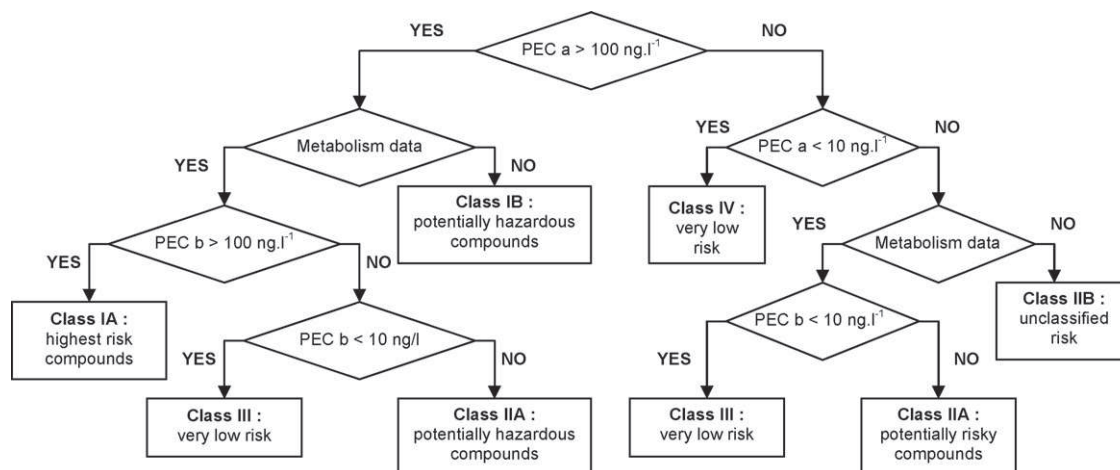 YES
PEC a > 100 ng.l⁻¹
NO
Metabolism data
YES
PEC a < 10 ng.l⁻¹
NO
YES
NO
Class IB :
potentially hazardous
compounds
Class IV :
very low
risk
YES
Metabolism data
NO
PEC b > 100 ng.l⁻¹
YES
NO
Class IA :
highest risk
compounds
PEC b < 10 ng/l
YES
NO
PEC b < 10 ng.l⁻¹
YES
NO
Class IIB :
unclassified
risk
Class III :
very low risk
Class IIA :
potentially hazardous
compounds
Class III :
very low risk
Class IIA :
potentially risky
compounds